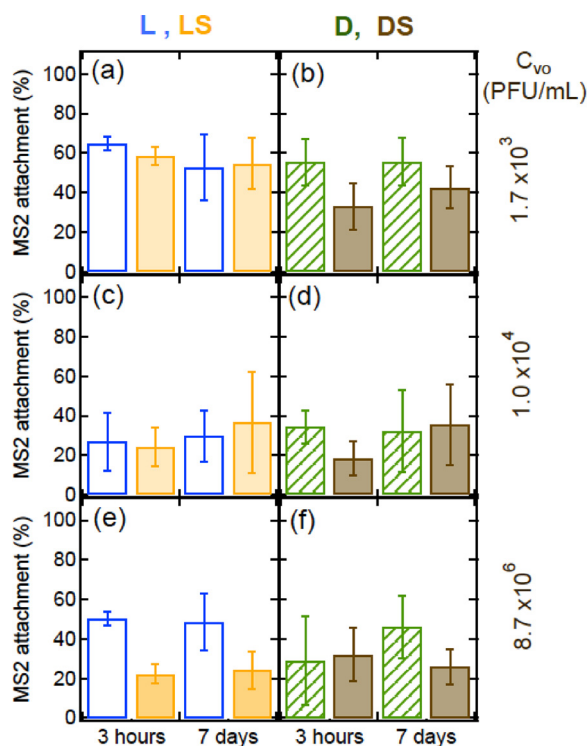 L , LS D, DS
C_vo
(PFU/mL)
MS2 attachment (%)
100
80
60
40
20
0
(a)
(b)
1.7 x10³
MS2 attachment (%)
100
80
60
40
20
0
(c)
(d)
1.0 x10⁴
MS2 attachment (%)
100
80
60
40
20
0
(e)
(f)
8.7 x10⁶
3 hours 7 days 3 hours 7 days